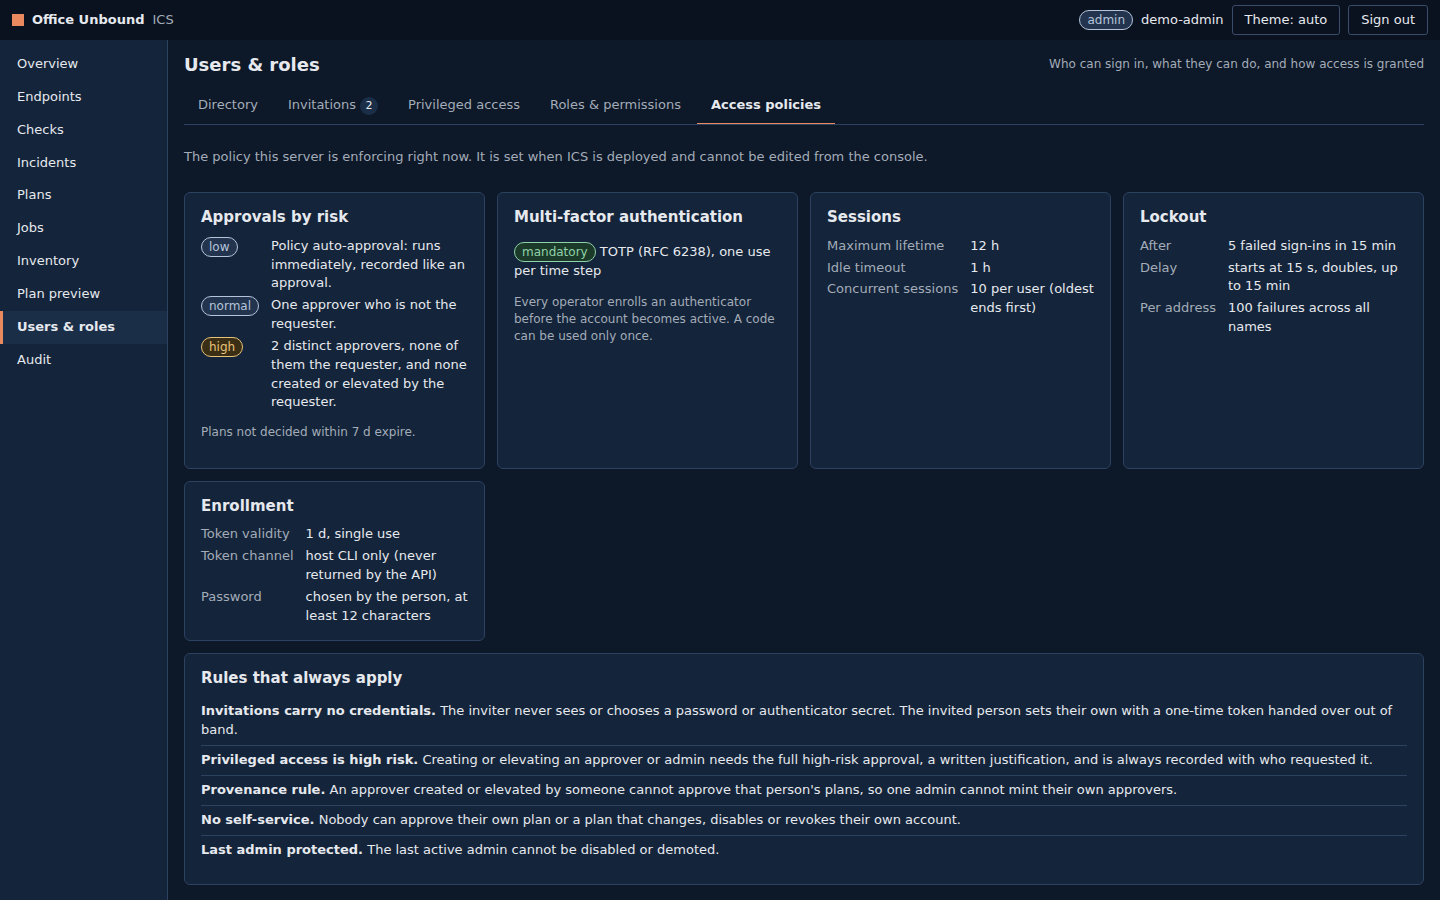 Office Unbound ICS
admin demo-admin Theme: auto Sign out
Overview
Endpoints
Checks
Incidents
Plans
Jobs
Inventory
Plan preview
Users & roles
Audit
Users & roles
Who can sign in, what they can do, and how access is granted
Directory Invitations 2 Privileged access Roles & permissions Access policies
The policy this server is enforcing right now. It is set when ICS is deployed and cannot be edited from the console.
Approvals by risk
low Policy auto-approval: runs
immediately, recorded like an
approval.
normal One approver who is not the
requester.
high 2 distinct approvers, none of
them the requester, and none
created or elevated by the
requester.
Plans not decided within 7 d expire.
Multi-factor authentication
mandatory TOTP (RFC 6238), one use
per time step
Every operator enrolls an authenticator
before the account becomes active. A code
can be used only once.
Sessions
Maximum lifetime 12 h
Idle timeout 1 h
Concurrent sessions 10 per user (oldest
ends first)
Lockout
After 5 failed sign-ins in 15 min
Delay starts at 15 s, doubles, up
to 15 min
Per address 100 failures across all
names
Enrollment
Token validity 1 d, single use
Token channel host CLI only (never
returned by the API)
Password chosen by the person, at
least 12 characters
Rules that always apply
Invitations carry no credentials. The inviter never sees or chooses a password or authenticator secret. The invited person sets their own with a one-time token handed over out of
band.
Privileged access is high risk. Creating or elevating an approver or admin needs the full high-risk approval, a written justification, and is always recorded with who requested it.
Provenance rule. An approver created or elevated by someone cannot approve that person's plans, so one admin cannot mint their own approvers.
No self-service. Nobody can approve their own plan or a plan that changes, disables or revokes their own account.
Last admin protected. The last active admin cannot be disabled or demoted.